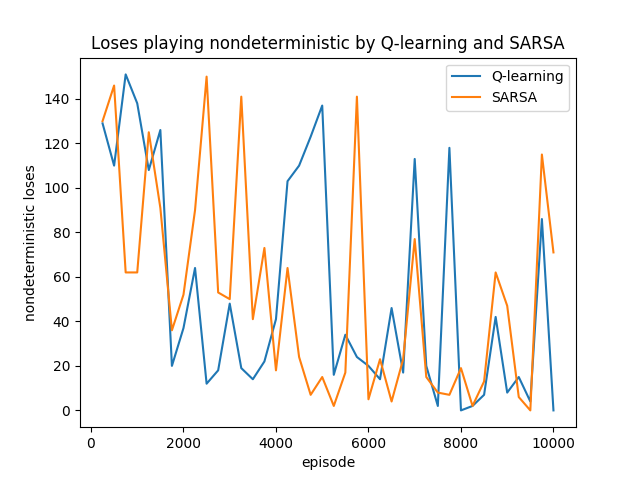 Loses playing nondeterministic by Q-learning and SARSA
Q-learning
SARSA
nondeterministic loses
140
120
100
80
60
40
20
0
0 2000 4000 6000 8000 10000
episode